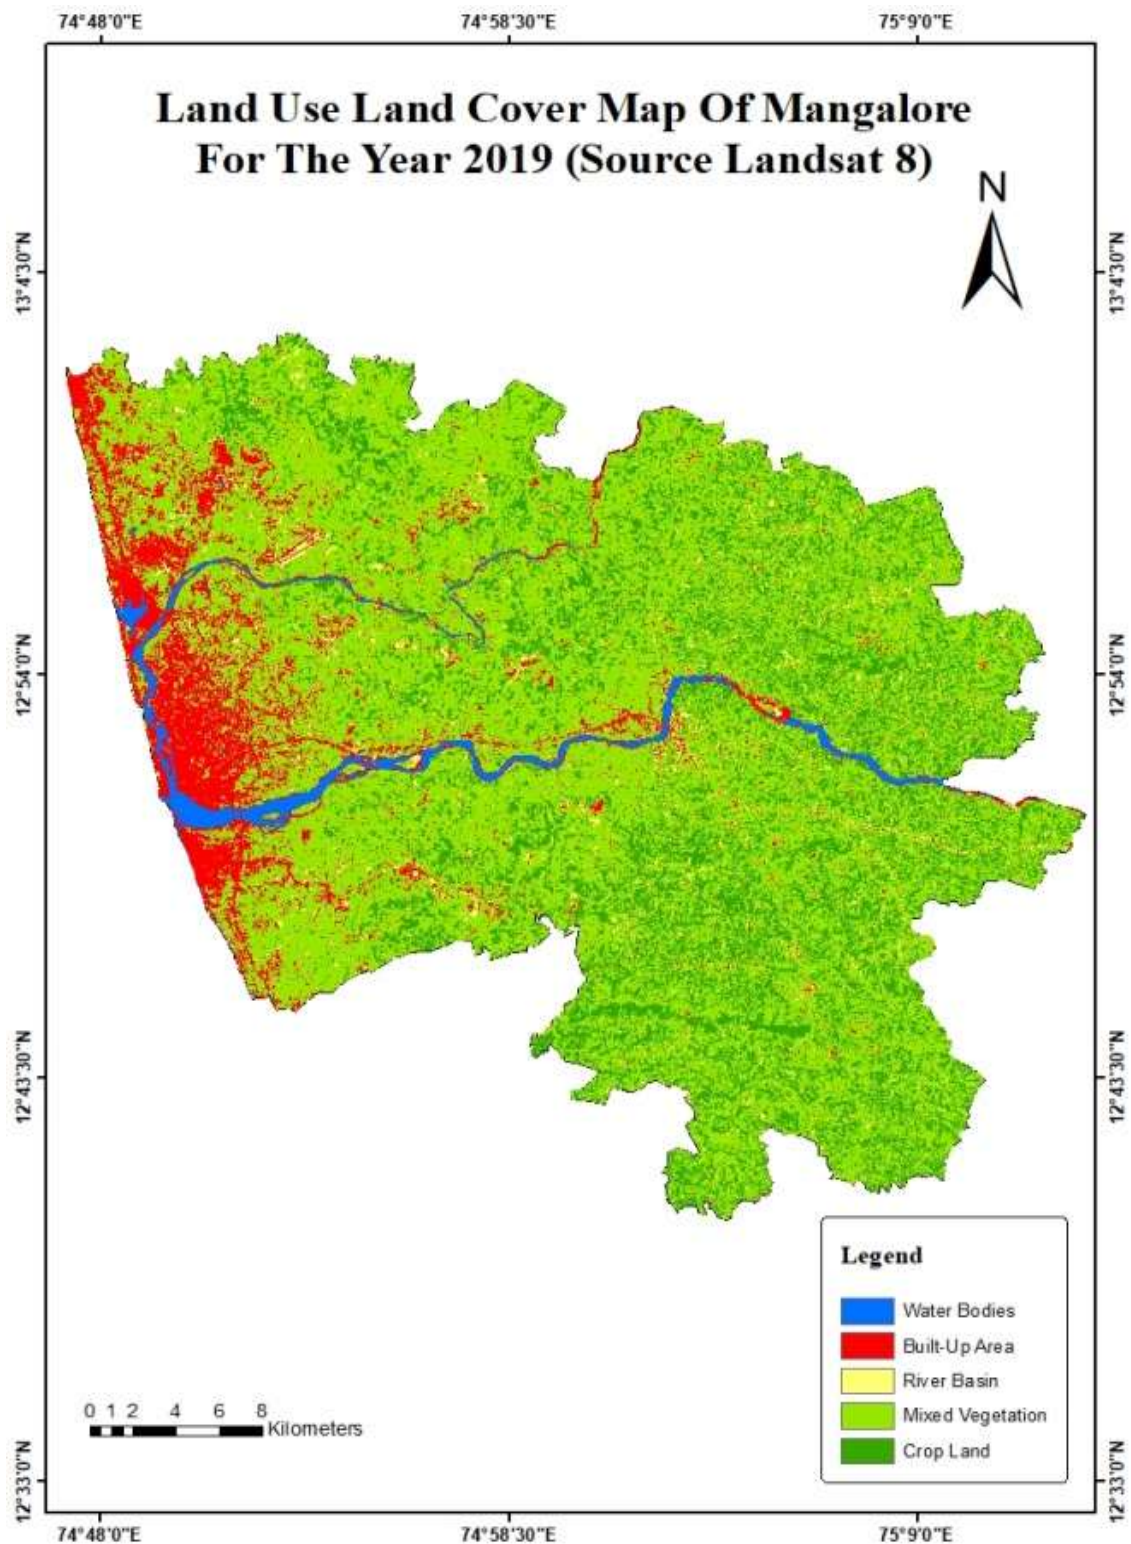 74°48'0"E 74°58'30"E 75°9'0"E
Land Use Land Cover Map Of Mangalore
For The Year 2019 (Source Landsat 8)
N
13°4'30"N 13°4'30"N
12°54'0"N 12°54'0"N
12°43'30"N 12°43'30"N
Legend
Water Bodies
Built-Up Area
River Basin
Mixed Vegetation
Crop Land
0 1 2 4 6 8
Kilometers
12°33'0"N 12°33'0"N
74°48'0"E 74°58'30"E 75°9'0"E